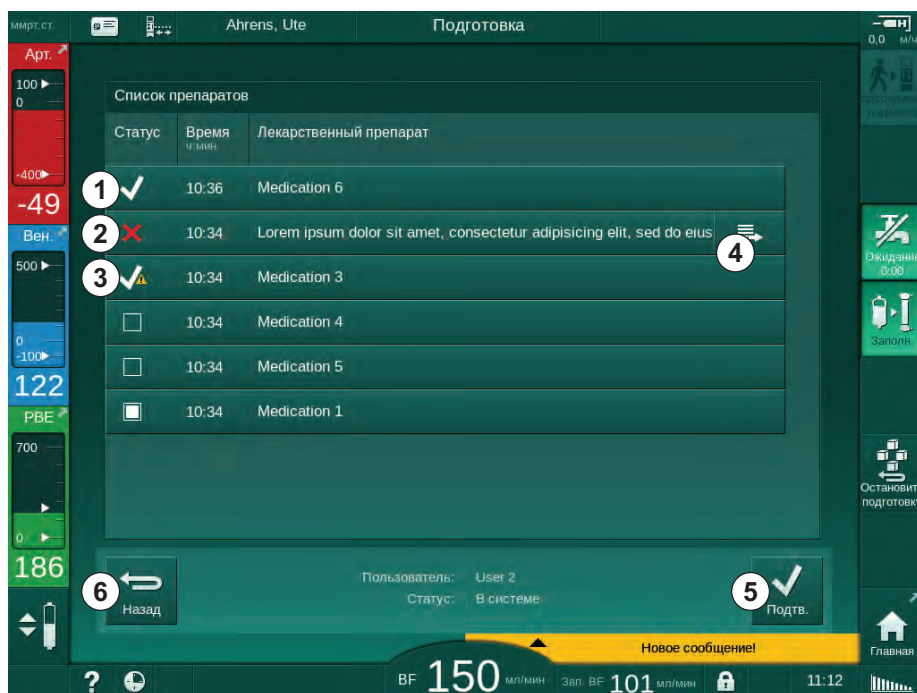 ммрт.ст.
Ahrens, Ute
Подготовка
0,0 м/ч
Арт.
100
0
-400
-49
Вен.
500
0
-100
122
PBE
700
0
186
Список препаратов
Статус Время Лекарственный препарат
ч:мин
1 10:36 Medication 6
2 10:34 Lorem ipsum dolor sit amet, consectetur adipisicing elit, sed do eius
4
3 10:34 Medication 3
10:34 Medication 4
10:34 Medication 5
10:34 Medication 1
Ожидание
0:00
Заполн.
Остановит
подготовк
6 Назад
Пользователь: User 2
Статус: В системе
5 Подтв.
Новое сообщение!
Главная
? BF 150 мл/мин Зап. BF 101 мл/мин 11:12